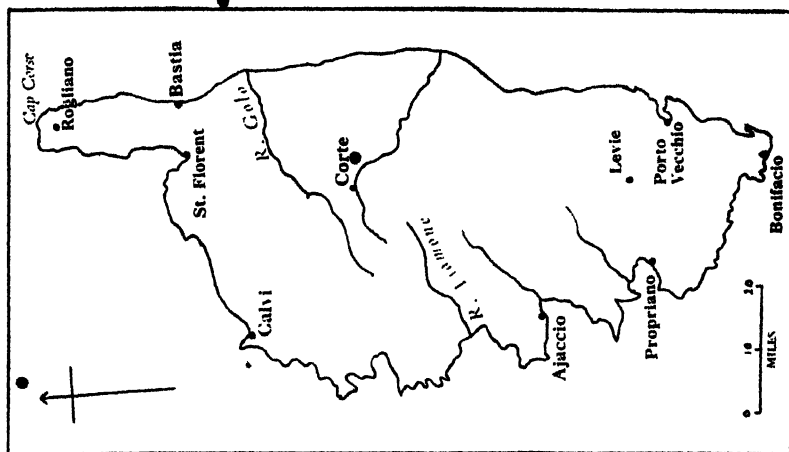 Cap Corse
Rogliano
Bastia
St. Florent
R. Golo
Calvi
Corte
R. Liamone
Levie
Porto
Vecchio
Ajaccio
Propriano
Bonifacio
0 10 20
MILES